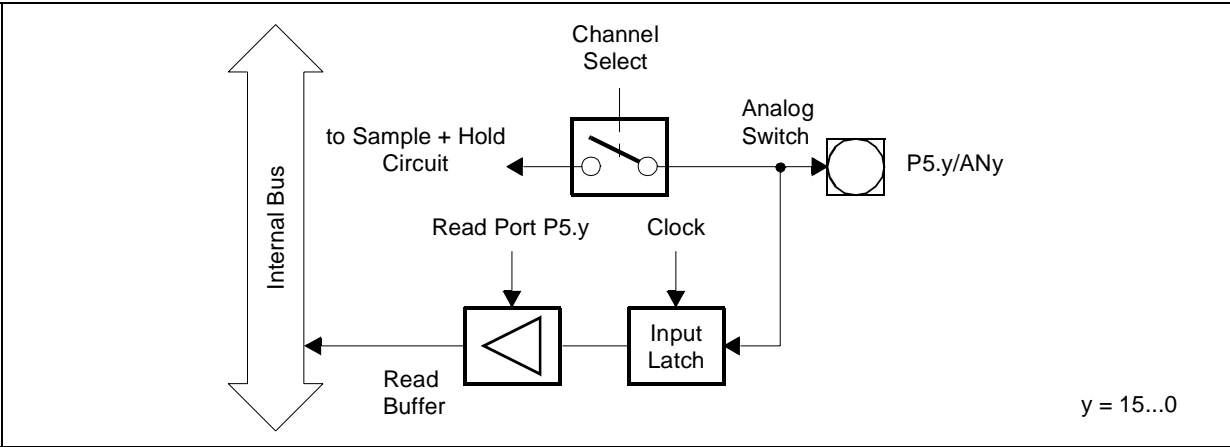 Channel
Select
Analog
Switch
to Sample + Hold
Circuit
P5.y/ANy
Internal Bus
Read Port P5.y
Clock
Input
Latch
Read
Buffer
y = 15...0